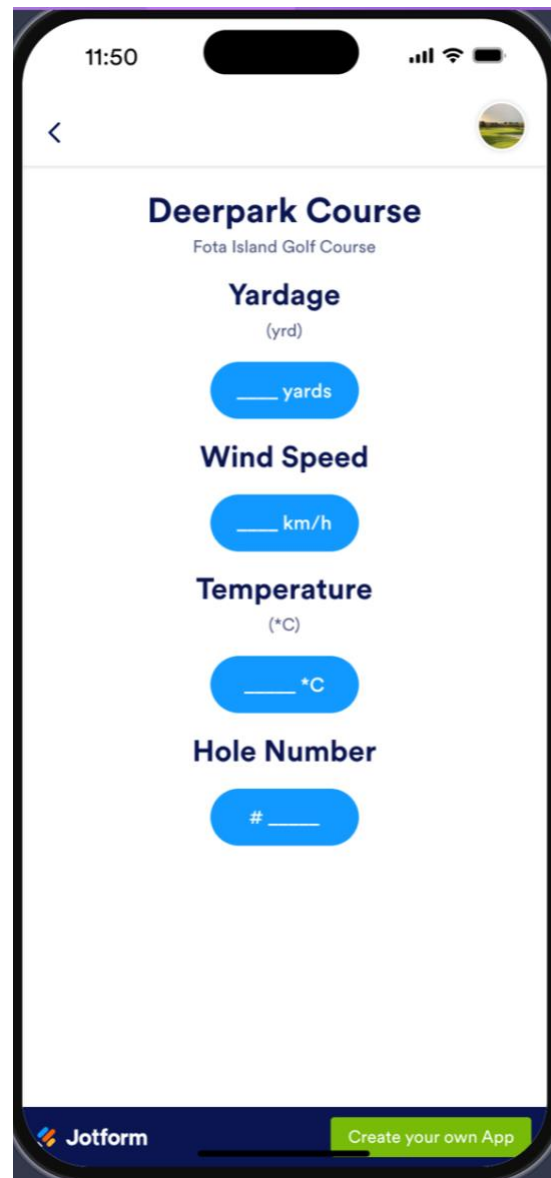 11:50
<
Deerpark Course
Fota Island Golf Course
Yardage
(yrd)
____ yards
Wind Speed
____ km/h
Temperature
(*C)
_____ *C
Hole Number
# _____
Jotform
Create your own App